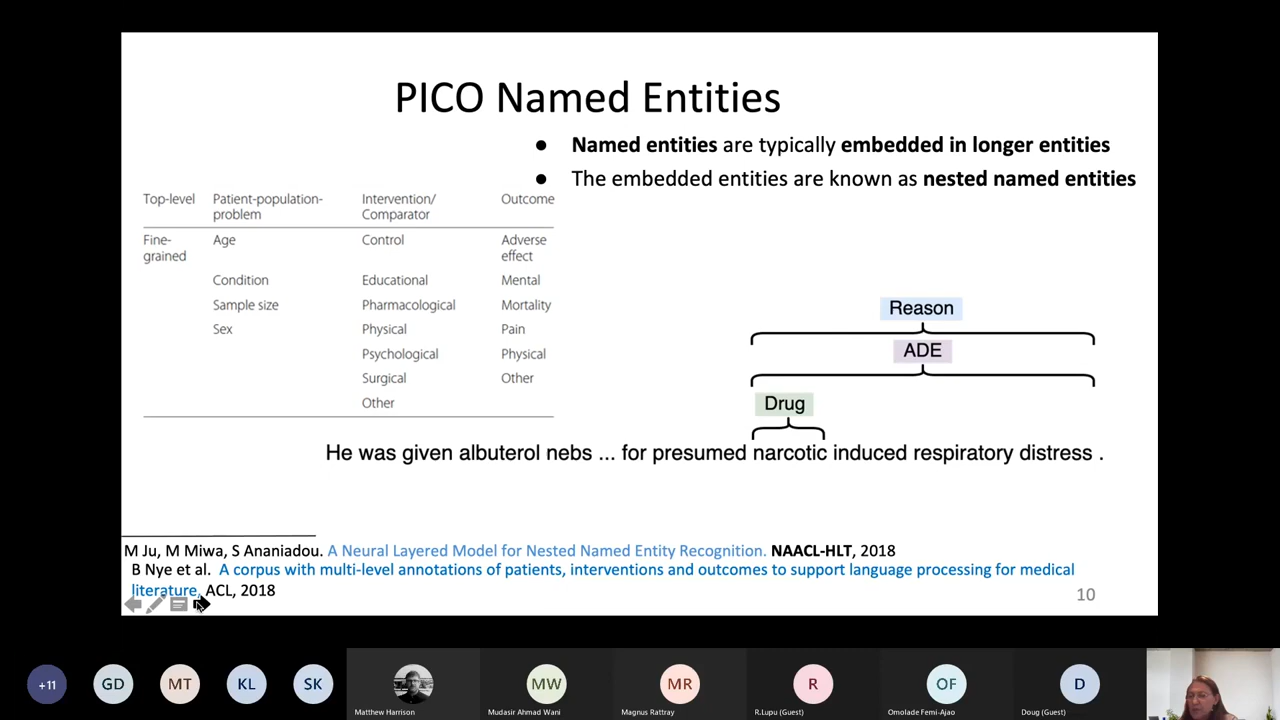 PICO Named Entities
● Named entities are typically embedded in longer entities
● The embedded entities are known as nested named entities
Top-level Patient-population-problem Intervention/Comparator Outcome
Fine-grained Age Control Adverse effect
Condition Educational Mental
Sample size Pharmacological Mortality
Sex Physical Pain
Psychological Physical
Surgical Other
Other
Reason
ADE
Drug
He was given albuterol nebs ... for presumed narcotic induced respiratory distress .
M Ju, M Miwa, S Ananiadou. A Neural Layered Model for Nested Named Entity Recognition. NAACL-HLT, 2018
B Nye et al. A corpus with multi-level annotations of patients, interventions and outcomes to support language processing for medical
literature, ACL, 2018
10
+11 GD MT KL SK MW MR R OF D
Matthew Harrison Mudasir Ahmad Wani Magnus Rattray R.Lupu (Guest) Omolade Femi-Ajao Doug (Guest)